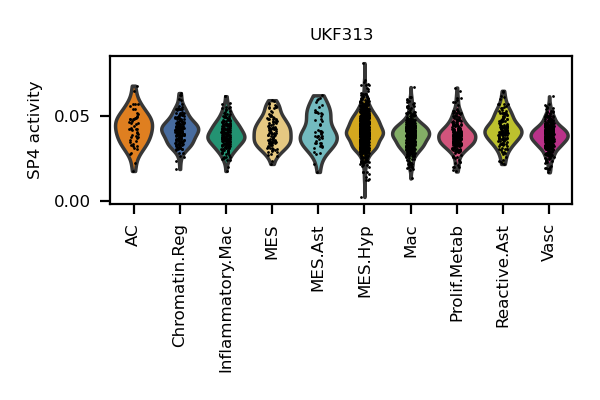 UKF313
SP4 activity
0.05
0.00
AC
Chromatin.Reg
Inflammatory.Mac
MES
MES.Ast
MES.Hyp
Mac
Prolif.Metab
Reactive.Ast
Vasc